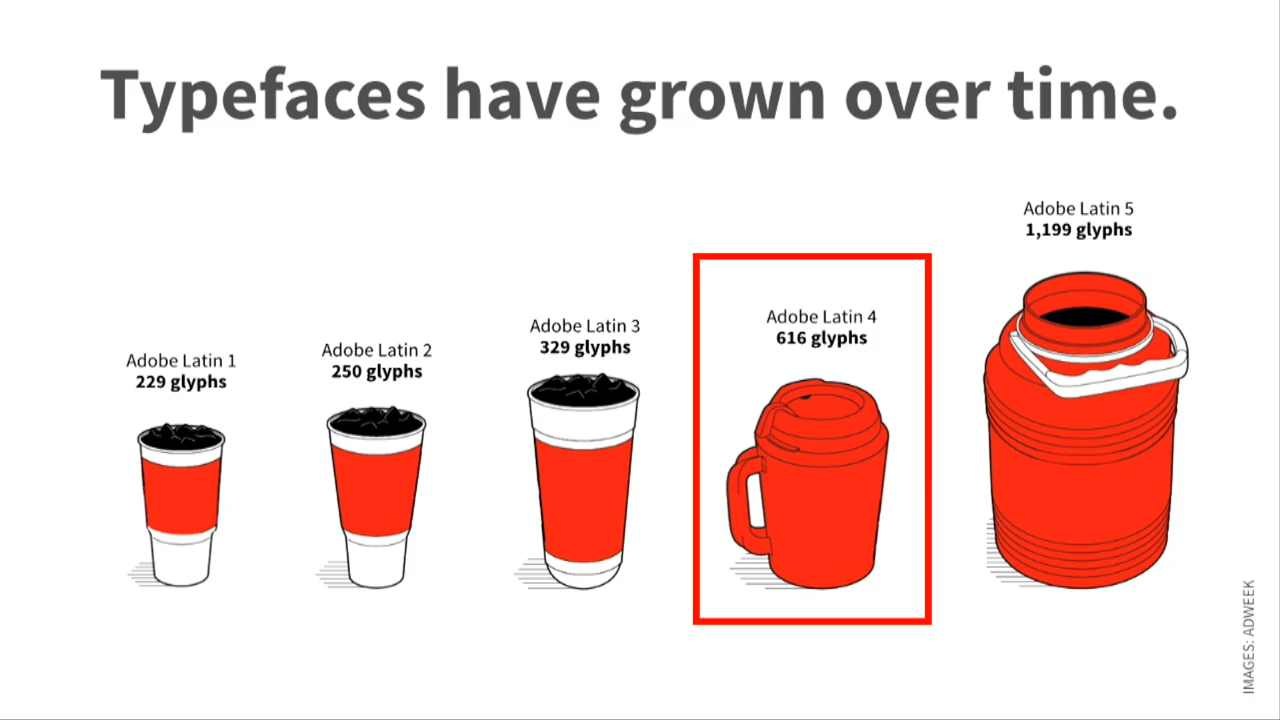 Typefaces have grown over time.
Adobe Latin 1
229 glyphs
Adobe Latin 2
250 glyphs
Adobe Latin 3
329 glyphs
Adobe Latin 4
616 glyphs
Adobe Latin 5
1,199 glyphs
IMAGES: ADWEEK